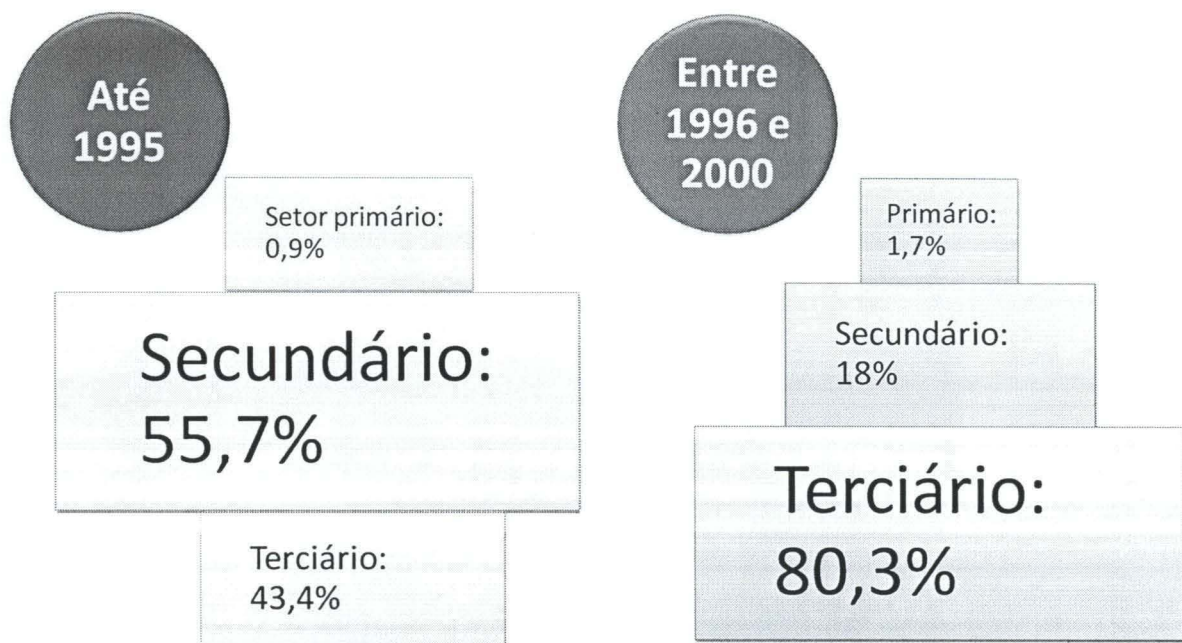 Até
1995
Setor primário:
0,9%
Secundário:
55,7%
Terciário:
43,4%
Entre
1996 e
2000
Primário:
1,7%
Secundário:
18%
Terciário:
80,3%